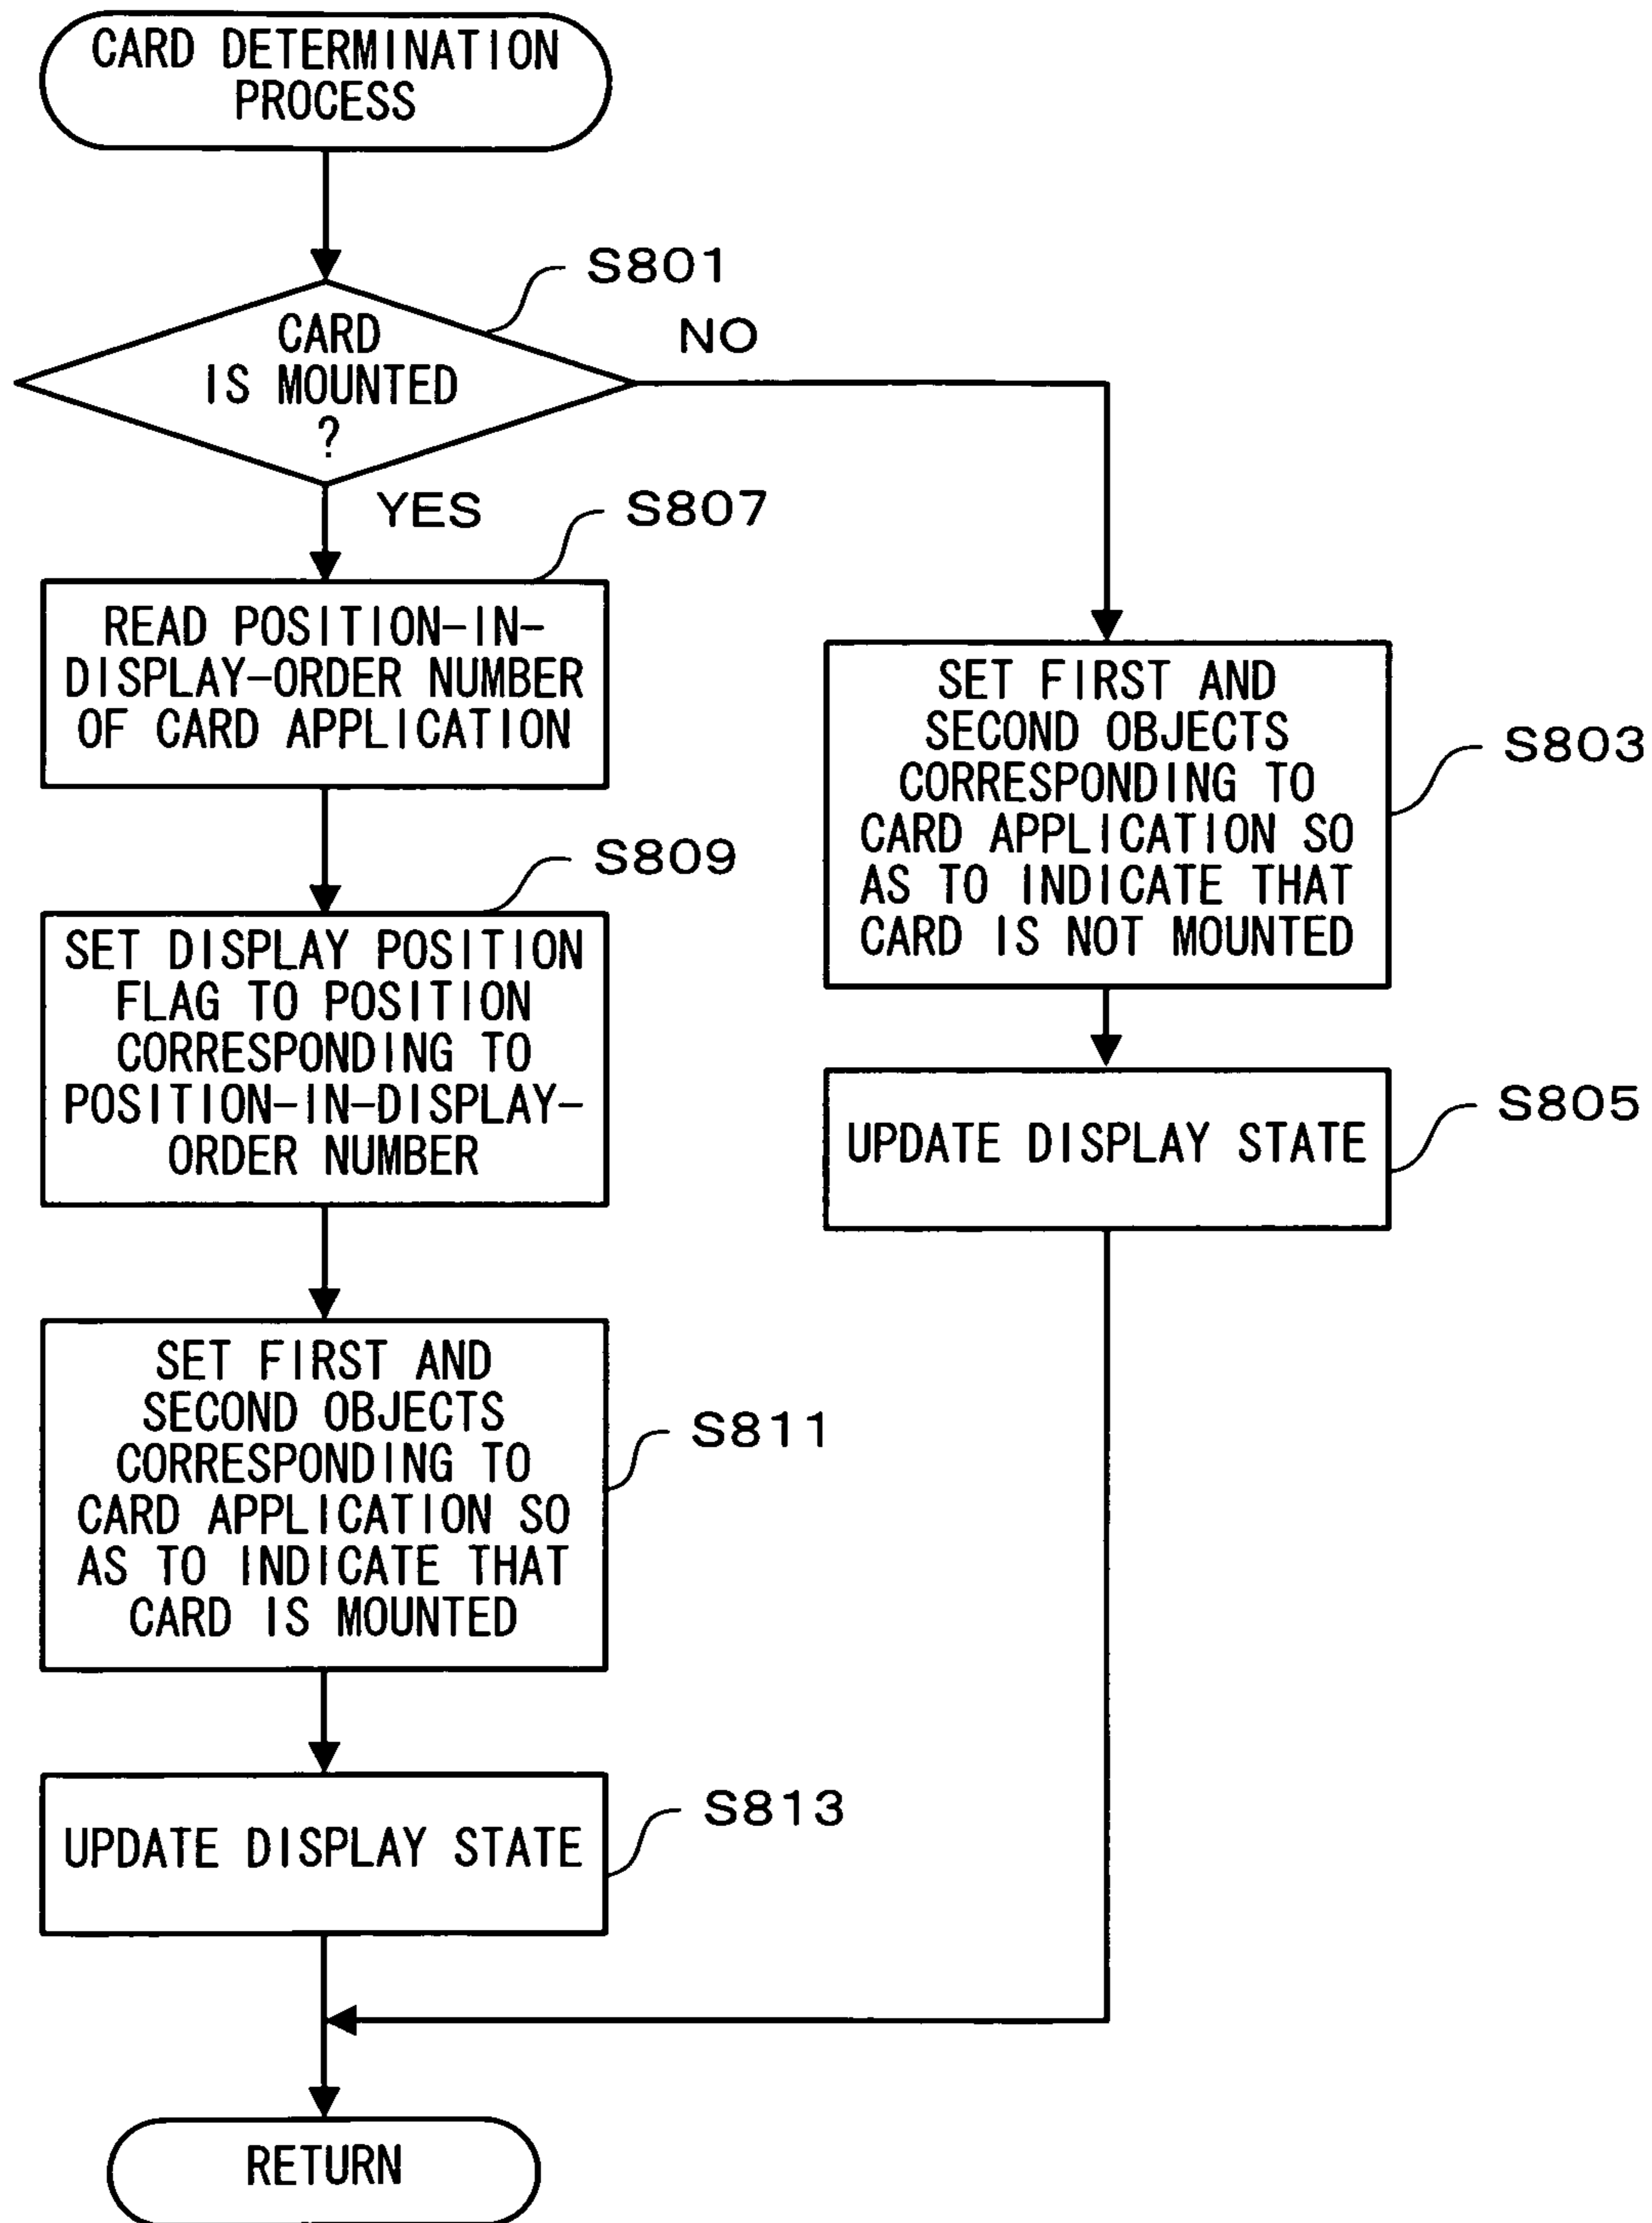 CARD DETERMINATION
PROCESS
S801
CARD
IS MOUNTED
?
NO
YES
S807
READ POSITION-IN-
DISPLAY-ORDER NUMBER
OF CARD APPLICATION
SET FIRST AND
SECOND OBJECTS
CORRESPONDING TO
CARD APPLICATION SO
AS TO INDICATE THAT
CARD IS NOT MOUNTED
S803
S809
SET DISPLAY POSITION
FLAG TO POSITION
CORRESPONDING TO
POSITION-IN-DISPLAY-
ORDER NUMBER
UPDATE DISPLAY STATE
S805
SET FIRST AND
SECOND OBJECTS
CORRESPONDING TO
CARD APPLICATION SO
AS TO INDICATE THAT
CARD IS MOUNTED
S811
UPDATE DISPLAY STATE
S813
RETURN